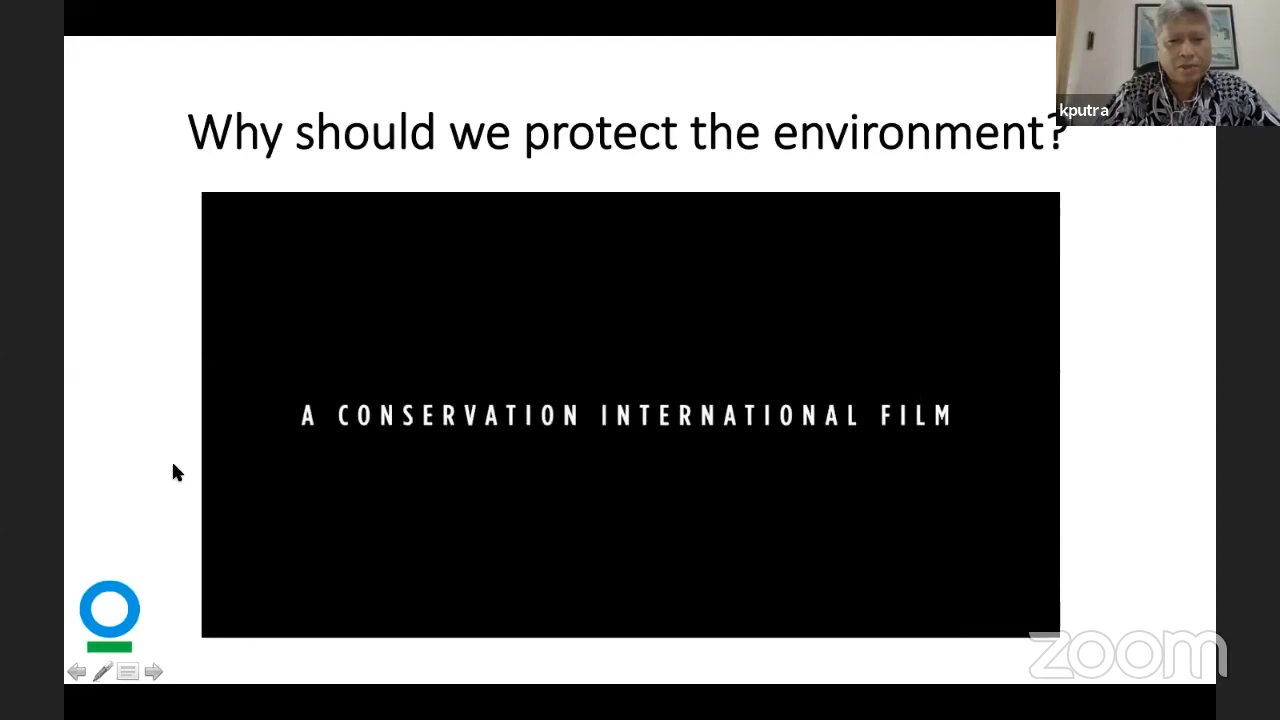 Why should we protect the environment?
kputra
A CONSERVATION INTERNATIONAL FILM
zoom